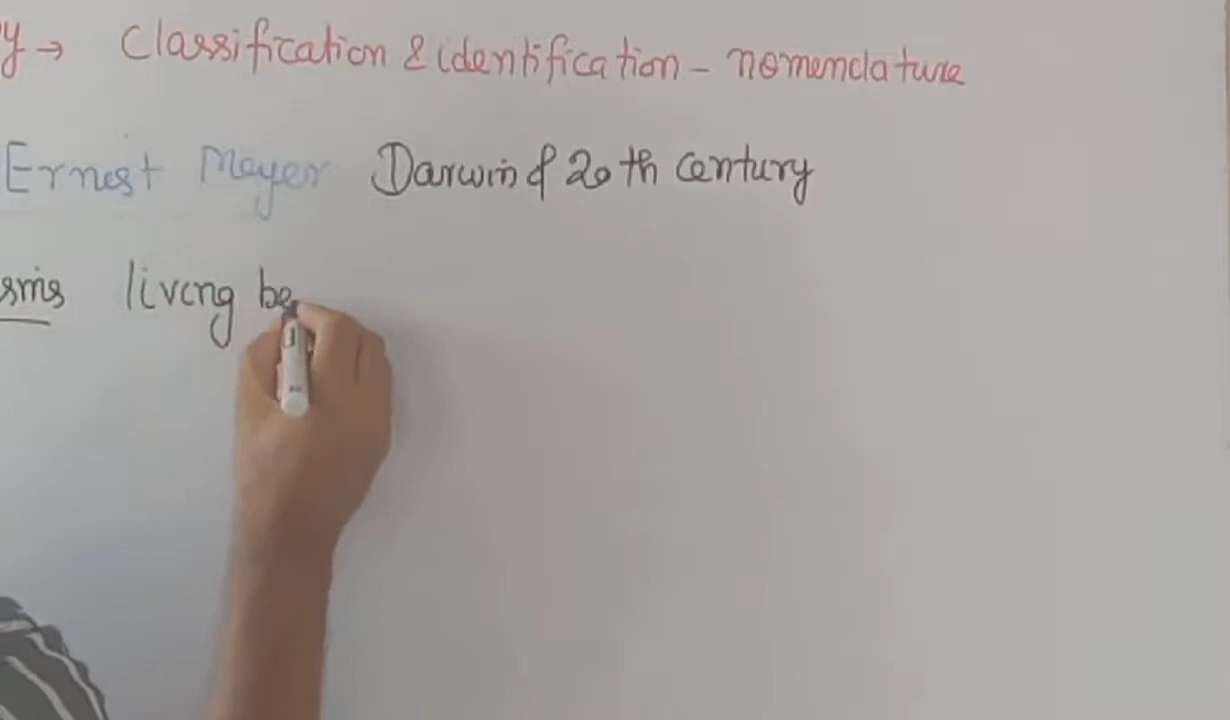 y → Classification & identification - nomenclature
Ernest Mayer Darwin of 20th century
sms living be